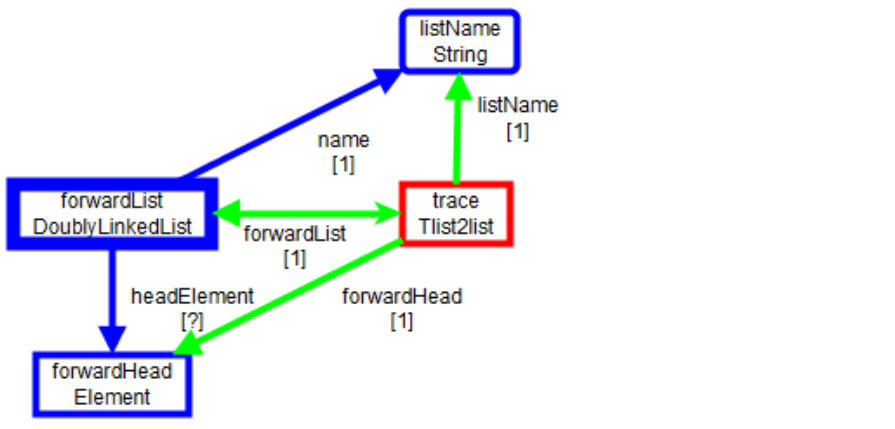 listName
String
listName
[1]
name
[1]
forwardList
DoublyLinkedList
trace
Tlist2list
forwardList
[1]
headElement
[?]
forwardHead
[1]
forwardHead
Element